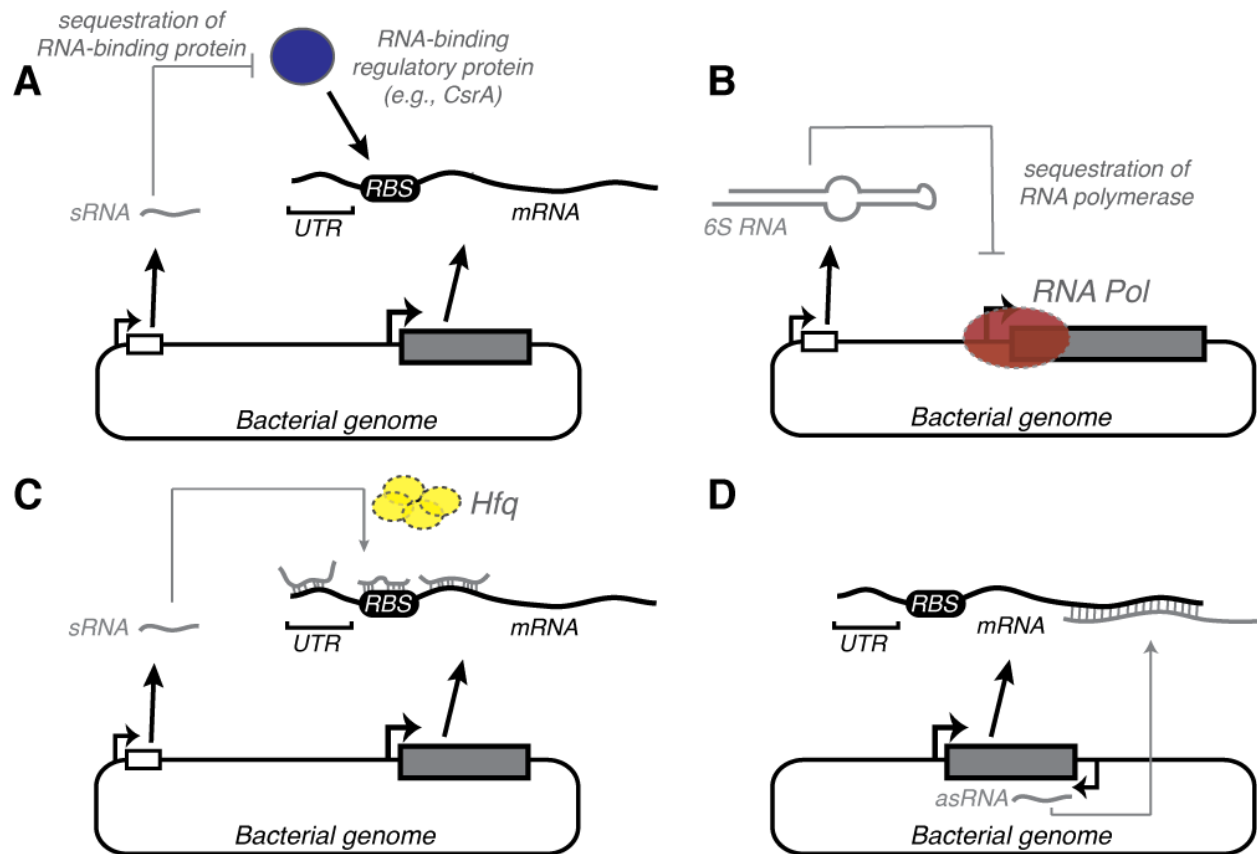 A
sequestration of
RNA-binding protein
RNA-binding
regulatory protein
(e.g., CsrA)
RBS
sRNA
UTR
mRNA
Bacterial genome
B
sequestration of
RNA polymerase
6S RNA
RNA Pol
Bacterial genome
C
Hfq
RBS
sRNA
UTR
mRNA
Bacterial genome
D
RBS
UTR
mRNA
asRNA
Bacterial genome